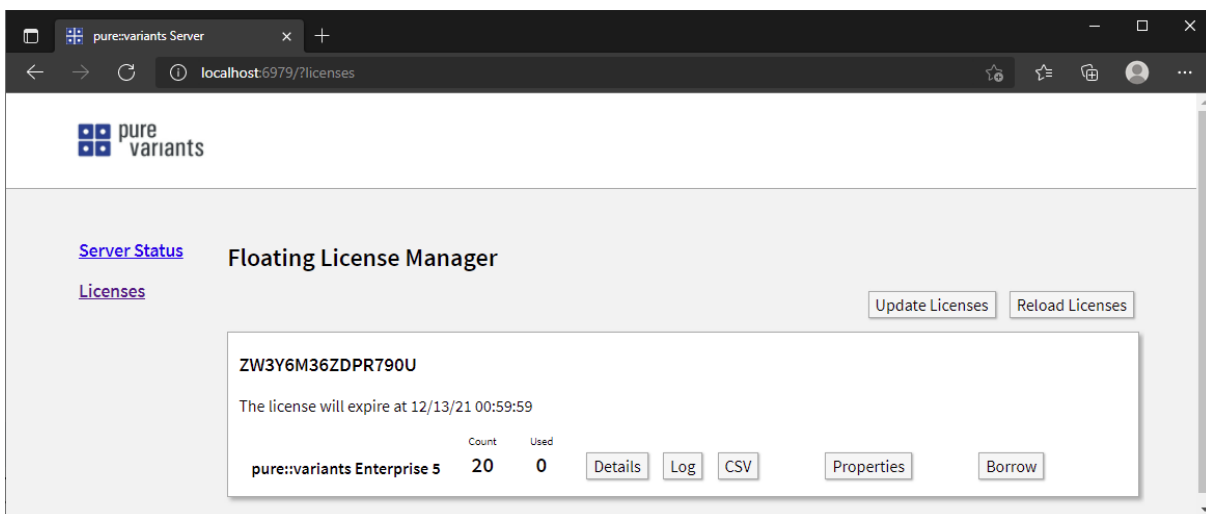 pure::variants Server
localhost:6979/?licenses
pure
variants
Server Status
Floating License Manager
Licenses
Update Licenses Reload Licenses
ZW3Y6M36ZDPR790U
The license will expire at 12/13/21 00:59:59
Count Used
pure::variants Enterprise 5 20 0 Details Log CSV Properties Borrow